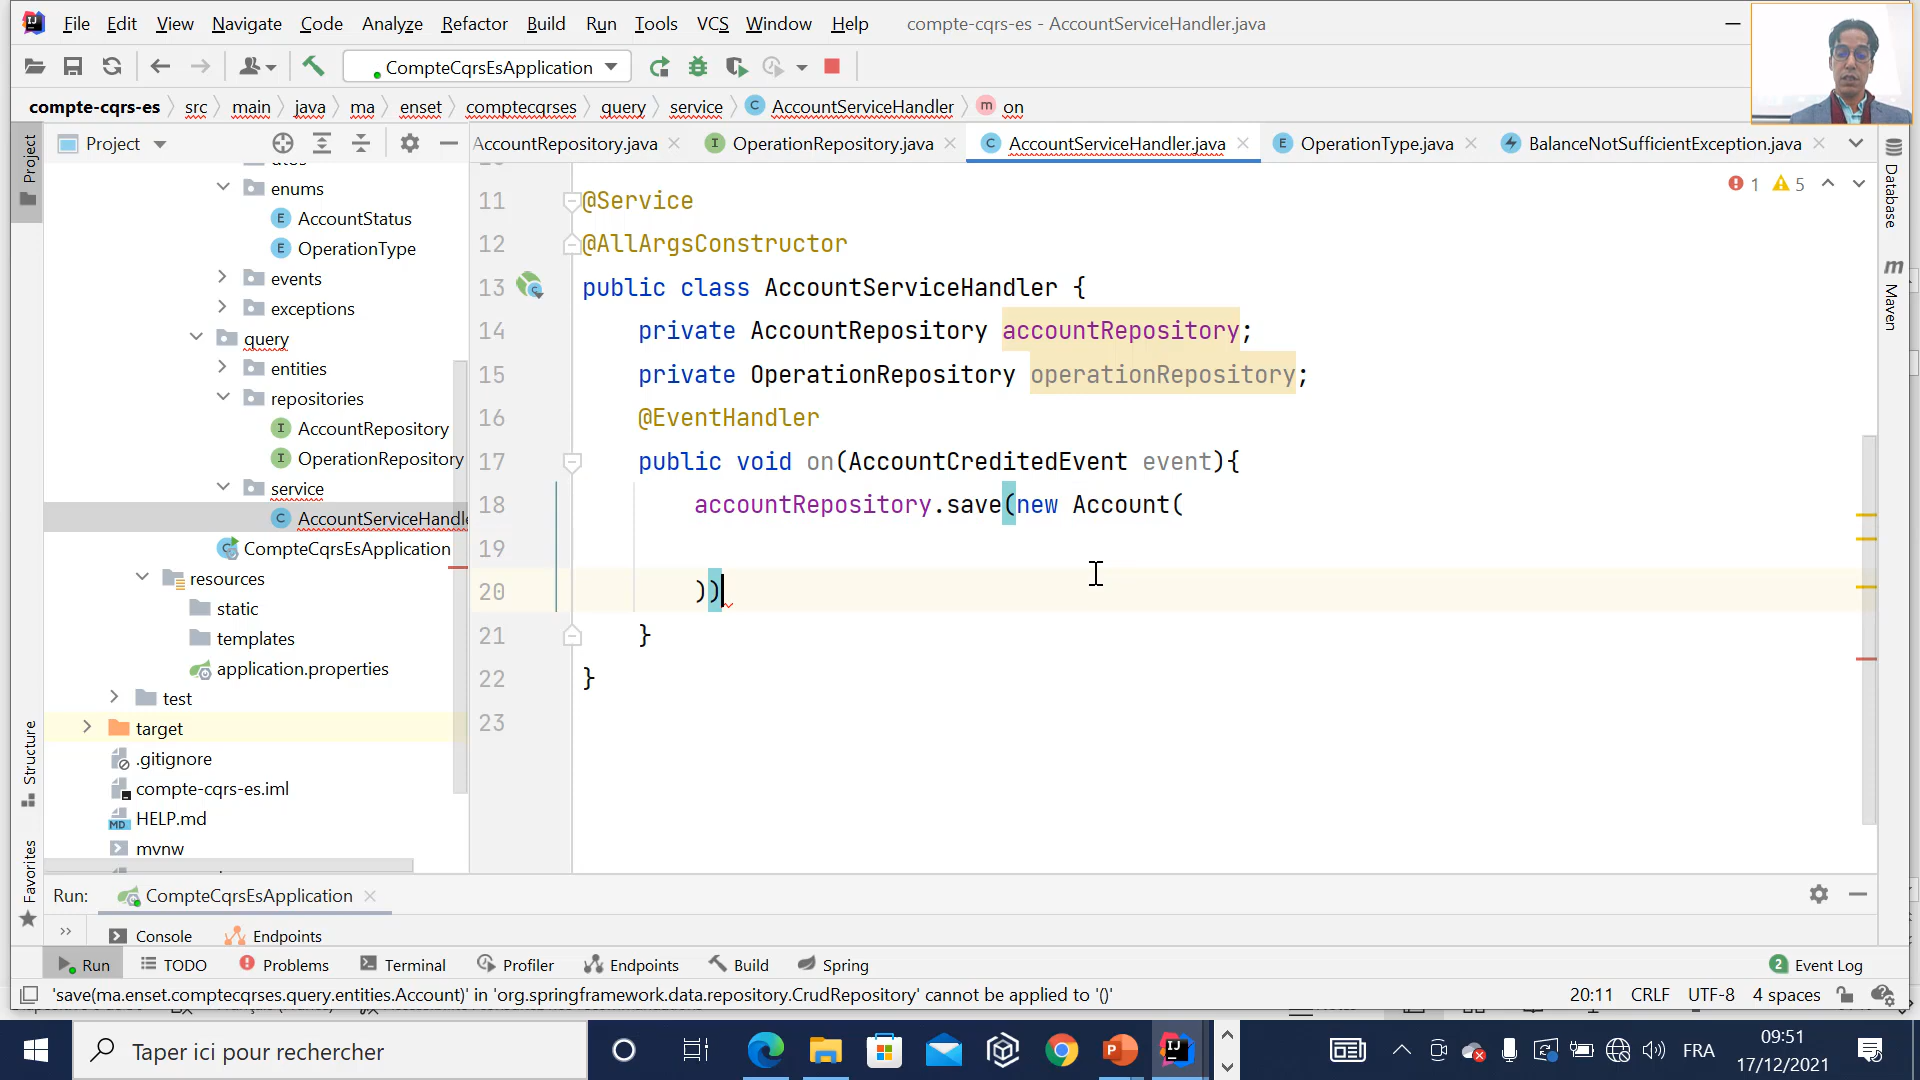 File Edit View Navigate Code Analyze Refactor Build Run Tools VCS Window Help compte-cqrs-es - AccountServiceHandler.java
CompteCqrsEsApplication
compte-cqrs-es src main java ma enset comptecqrses query service AccountServiceHandler on
Project
AccountRepository.java OperationRepository.java AccountServiceHandler.java OperationType.java BalanceNotSufficientException.java
enums
AccountStatus
OperationType
events
exceptions
query
entities
repositories
AccountRepository
OperationRepository
service
AccountServiceHandle
CompteCqrsEsApplication
resources
static
templates
application.properties
test
target
.gitignore
compte-cqrs-es.iml
HELP.md
mvnw
1 5
11 @Service
12 @AllArgsConstructor
13 public class AccountServiceHandler {
14 private AccountRepository accountRepository;
15 private OperationRepository operationRepository;
16 @EventHandler
17 public void on(AccountCreditedEvent event){
18 accountRepository.save(new Account(
19
20 ))
21 }
22 }
23
Project
Structure
Favorites
Database
Maven
Run: CompteCqrsEsApplication
Console Endpoints
Run TODO Problems Terminal Profiler Endpoints Build Spring 2 Event Log
'save(ma.enset.comptecqrses.query.entities.Account)' in 'org.springframework.data.repository.CrudRepository' cannot be applied to '()' 20:11 CRLF UTF-8 4 spaces
Taper ici pour rechercher
FRA
09:51
17/12/2021